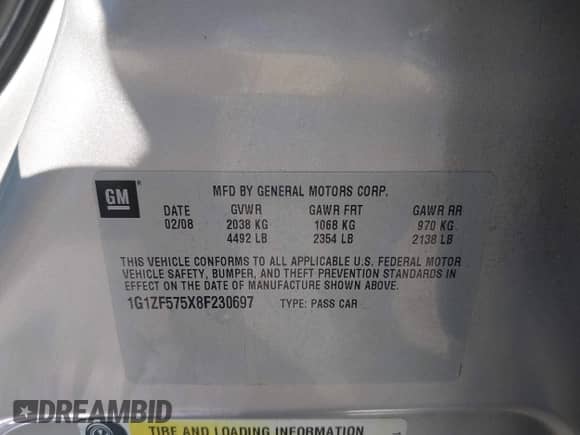 GM
MFD BY GENERAL MOTORS CORP.
DATE GVWR GAWR FRT GAWR RR
02/08 2038 KG 1068 KG 970 KG
4492 LB 2354 LB 2138 LB
THIS VEHICLE CONFORMS TO ALL APPLICABLE U.S. FEDERAL MOTOR
VEHICLE SAFETY, BUMPER, AND THEFT PREVENTION STANDARDS IN
EFFECT ON THE DATE OF MANUFACTURE SHOWN ABOVE.
1G1ZF575X8F230697 TYPE: PASS CAR
TIRE AND LOADING INFORMATION
DREAMBID